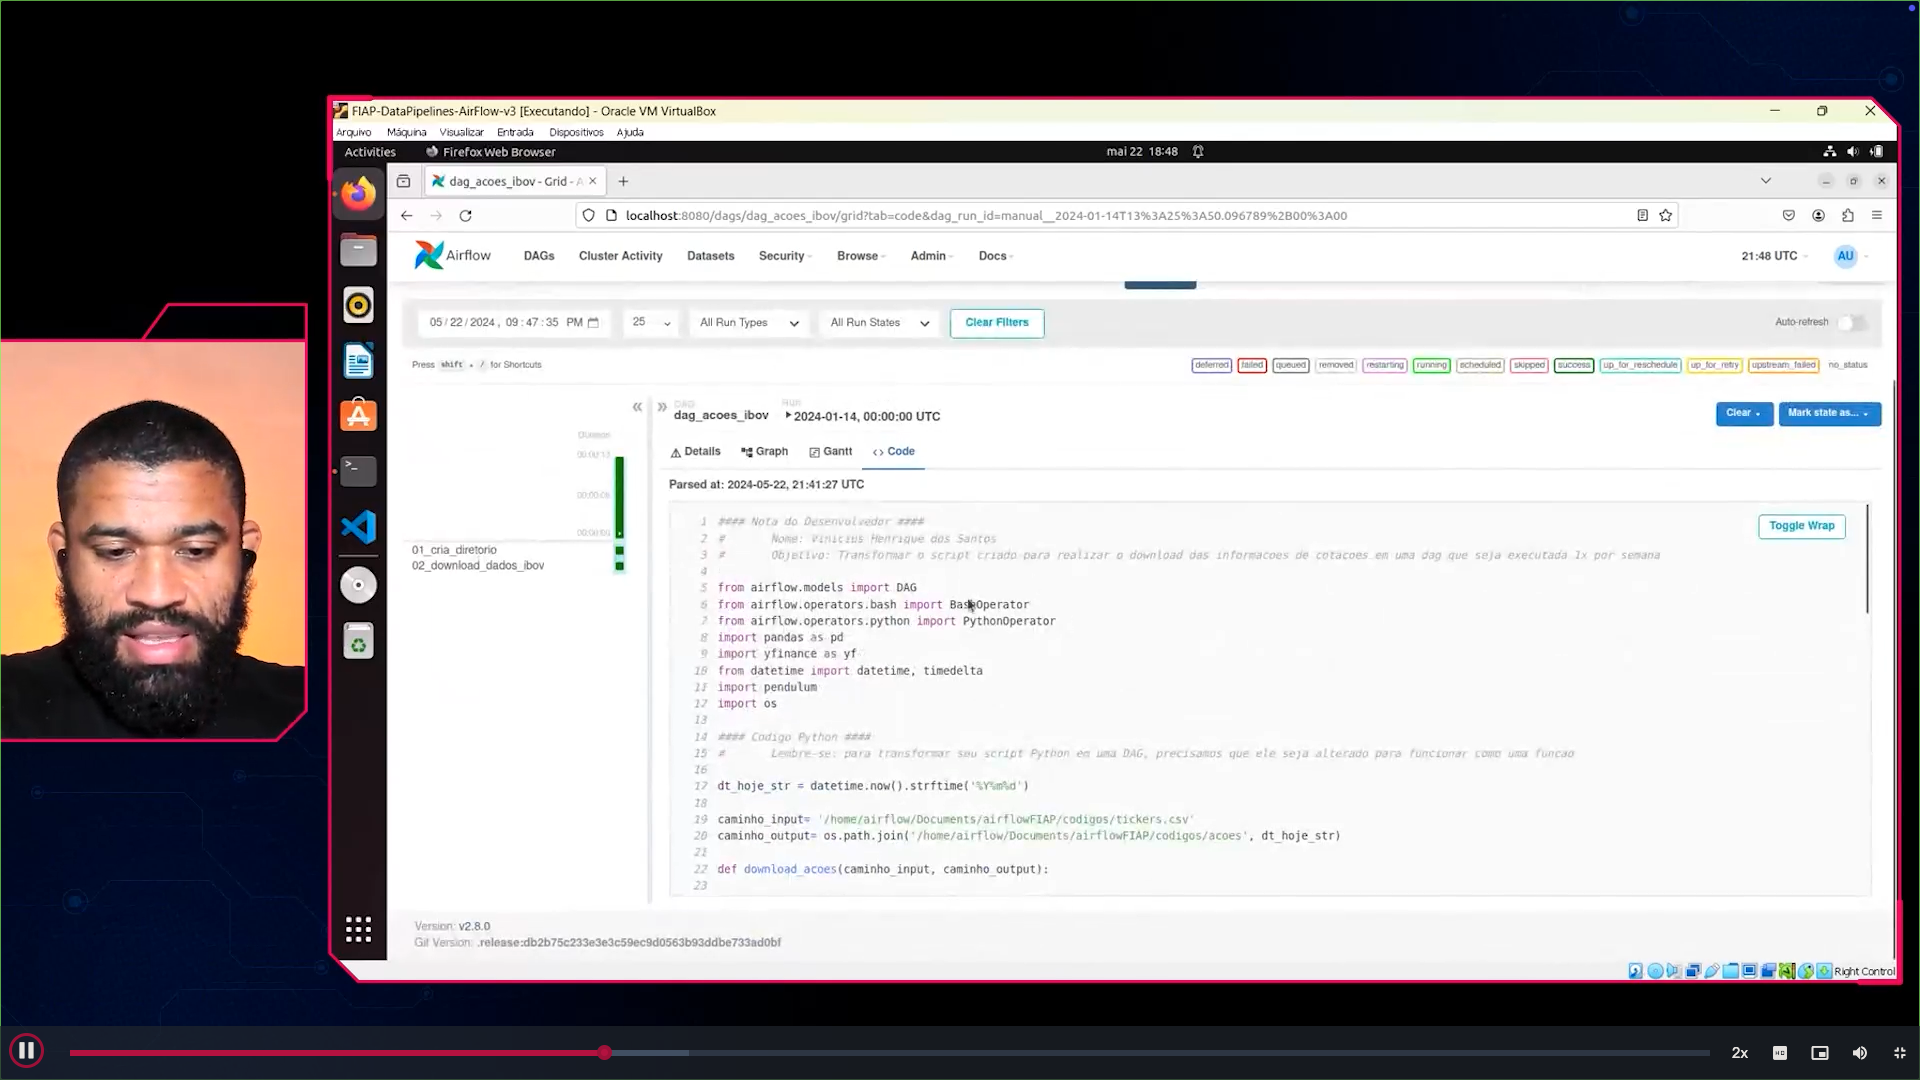 FIAP-DataPipelines-AirFlow-v3 [Executando] - Oracle VM VirtualBox
Arquivo Máquina Visualizar Entrada Dispositivos Ajuda
Activities Firefox Web Browser mai 22 18:48
dag_acoes_ibov - Grid - A
localhost:8080/dags/dag_acoes_ibov/grid?tab=code&dag_run_id=manual__2024-01-14T13%3A25%3A50.096789%2B00%3A00
Airflow DAGs Cluster Activity Datasets Security Browse Admin Docs 21:48 UTC AU
05/22/2024, 09:47:35 PM 25 All Run Types All Run States Clear Filters Auto-refresh
Press shift + / for Shortcuts deferred failed queued removed restarting running scheduled skipped success up_for_reschedule up_for_retry upstream_failed no_status
DAG RUN
dag_acoes_ibov 2024-01-14, 00:00:00 UTC Clear Mark state as...
Duration
00:00:13
00:00:06
00:00:00
01_cria_diretorio
02_download_dados_ibov
Details Graph Gantt <> Code
Parsed at: 2024-05-22, 21:41:27 UTC
Toggle Wrap
1 #### Nota do Desenvolvedor ####
2 # Nome: Vinicius Henrique dos Santos
3 # Objetivo: Transformar o script criado para realizar o download das informacoes de cotacoes em uma dag que seja executada 1x por semana
4
5 from airflow.models import DAG
6 from airflow.operators.bash import BashOperator
7 from airflow.operators.python import PythonOperator
8 import pandas as pd
9 import yfinance as yf
10 from datetime import datetime, timedelta
11 import pendulum
12 import os
13
14 #### Codigo Python ####
15 # Lembre-se: para transformar seu script Python em uma DAG, precisamos que ele seja alterado para funcionar como uma funcao
16
17 dt_hoje_str = datetime.now().strftime('%Y%m%d')
18
19 caminho_input= '/home/airflow/Documents/airflowFIAP/codigos/tickers.csv'
20 caminho_output= os.path.join('/home/airflow/Documents/airflowFIAP/codigos/acoes', dt_hoje_str)
21
22 def download_acoes(caminho_input, caminho_output):
23
Version: v2.8.0
Git Version: .release:db2b75c233e3e3c59ec9d0563b93ddbe733ad0bf
Right Control
2x